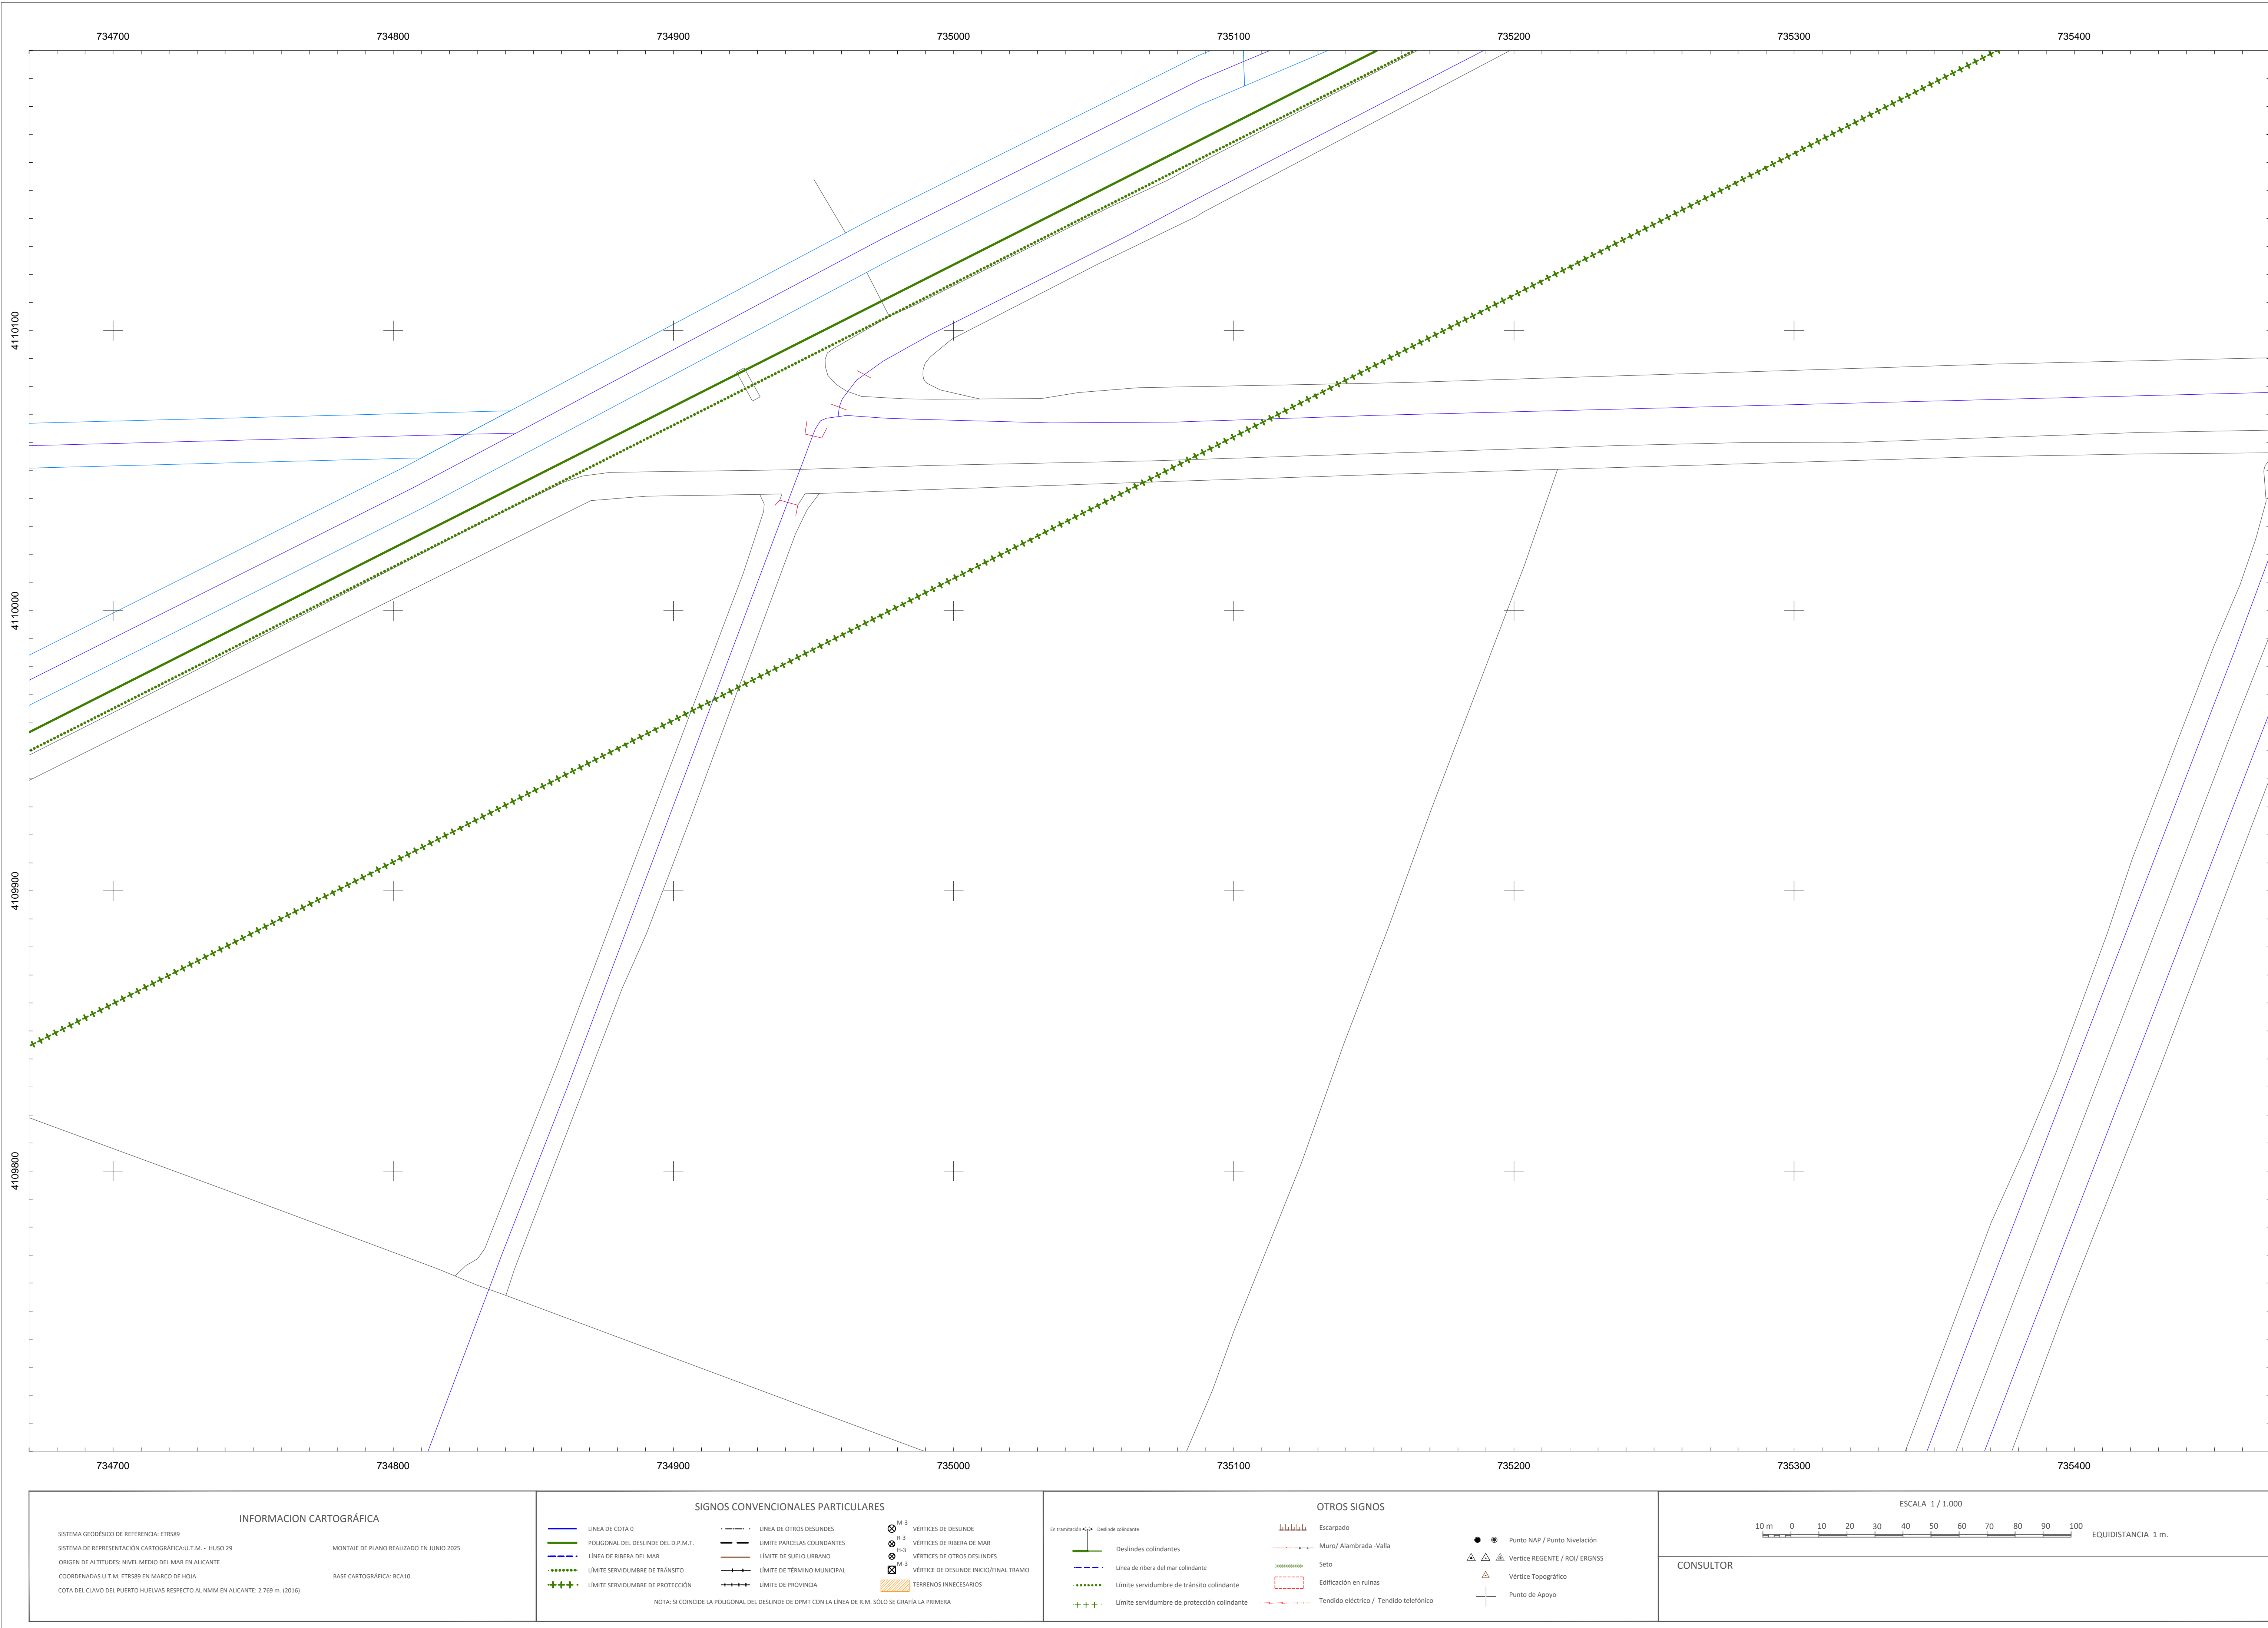 734700 734800 734900 735000 735100 735200 735300 735400
4110100
4110000
4109900
4109800
734700 734800 734900 735000 735100 735200 735300 735400
INFORMACION CARTOGRÁFICA
SISTEMA GEODÉSICO DE REFERENCIA: ETRS89
SISTEMA DE REPRESENTACIÓN CARTOGRÁFICA:U.T.M. - HUSO 29
MONTAJE DE PLANO REAUZADO EN JUNIO 2025
ORIGEN DE ALTITUDES: NIVEL MEDIO DEL MAR EN ALICANTE
COORDENADAS U.T.M. ETRS89 EN MARCO DE HOJA
BASE CARTOGRÁFICA: BCA10
COTA DEL CLAVO DEL PUERTO HUELVAS RESPECTO AL NMM EN ALICANTE: 2.769 m. (2016)
SIGNOS CONVENCIONALES PARTICULARES
LINEA DE COTA 0
POLIGONAL DEL DESLINDE DEL D.P.M.T.
LÍNEA DE RIBERA DEL MAR
LÍMITE SERVIDUMBRE DE TRÁNSITO
LÍMITE SERVIDUMBRE DE PROTECCIÓN
LINEA DE OTROS DESLINDES
LIMITE PARCELAS COLINDANTES
LÍMITE DE SUELO URBANO
LÍMITE DE TÉRMINO MUNICIPAL
LÍMITE DE PROVINCIA
M-3
VÉRTICES DE DESLINDE
R-3
VÉRTICES DE RIBERA DE MAR
H-3
VÉRTICES DE OTROS DESLINDES
M-3
VÉRTICE DE DESLINDE INICIO/FINAL TRAMO
TERRENOS INNECESARIOS
NOTA: SI COINCIDE LA POLIGONAL DEL DESLINDE DE DPMT CON LA LÍNEA DE R.M. SÓLO SE GRAFÍA LA PRIMERA
OTROS SIGNOS
En tramitación
Deslinde colindante
Deslindes colindantes
Línea de ribera del mar colindante
Límite servidumbre de tránsito colindante
Límite servidumbre de protección colindante
Escarpado
Muro/ Alambrada -Valla
Seto
Edificación en ruinas
Tendido eléctrico / Tendido telefónico
Punto NAP / Punto Nivelación
Vertice REGENTE / ROI/ ERGNSS
Vértice Topográfico
Punto de Apoyo
ESCALA 1 / 1.000
10 m 0 10 20 30 40 50 60 70 80 90 100
EQUIDISTANCIA 1 m.
CONSULTOR